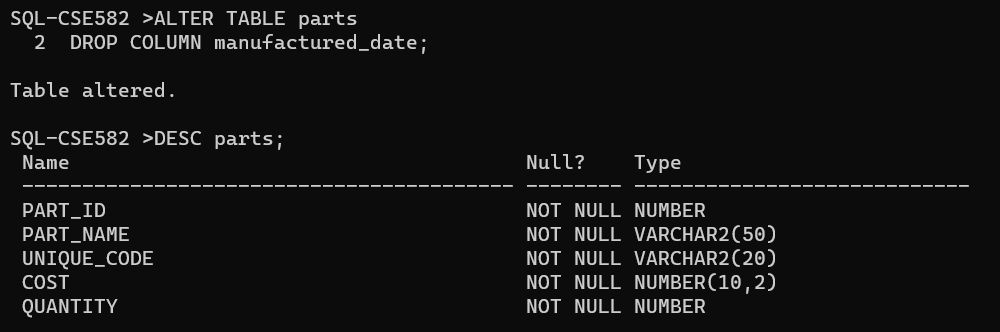 SQL-CSE582 >ALTER TABLE parts
  2  DROP COLUMN manufactured_date;
Table altered.
SQL-CSE582 >DESC parts;
 Name                                      Null?    Type
 ----------------------------------------- -------- ----------------------------
 PART_ID                                   NOT NULL NUMBER
 PART_NAME                                 NOT NULL VARCHAR2(50)
 UNIQUE_CODE                               NOT NULL VARCHAR2(20)
 COST                                      NOT NULL NUMBER(10,2)
 QUANTITY                                  NOT NULL NUMBER